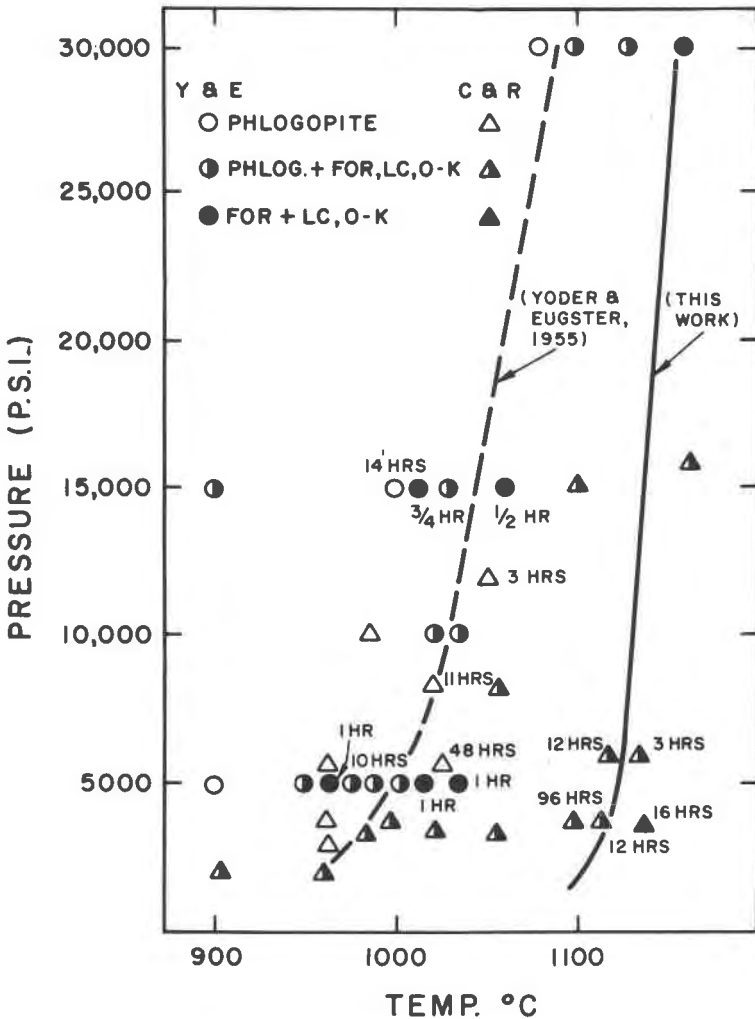 PRESSURE (P.S.I.)
30,000
25,000
20,000
15,000
10,000
5000
Y & E
C & R
PHLOGOPITE
PHLOG. + FOR, LC, O-K
FOR + LC, O-K
(YODER &
EUGSTER,
1955)
(THIS
WORK)
14 HRS
3/4 HR
1/2 HR
3 HRS
11 HRS
1 HR
10 HRS
48 HRS
1 HR
1 HR
12 HRS
3 HRS
96 HRS
16 HRS
12 HRS
900
1000
1100
TEMP. °C